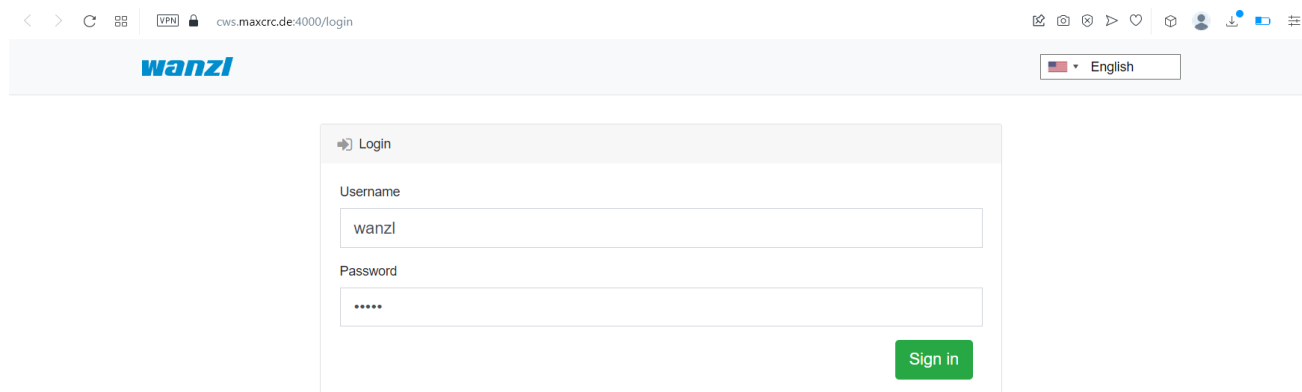 VPN cws.maxcrc.de:4000/login
wanzl English
Login
Username
wanzl
Password
•••••
Sign in